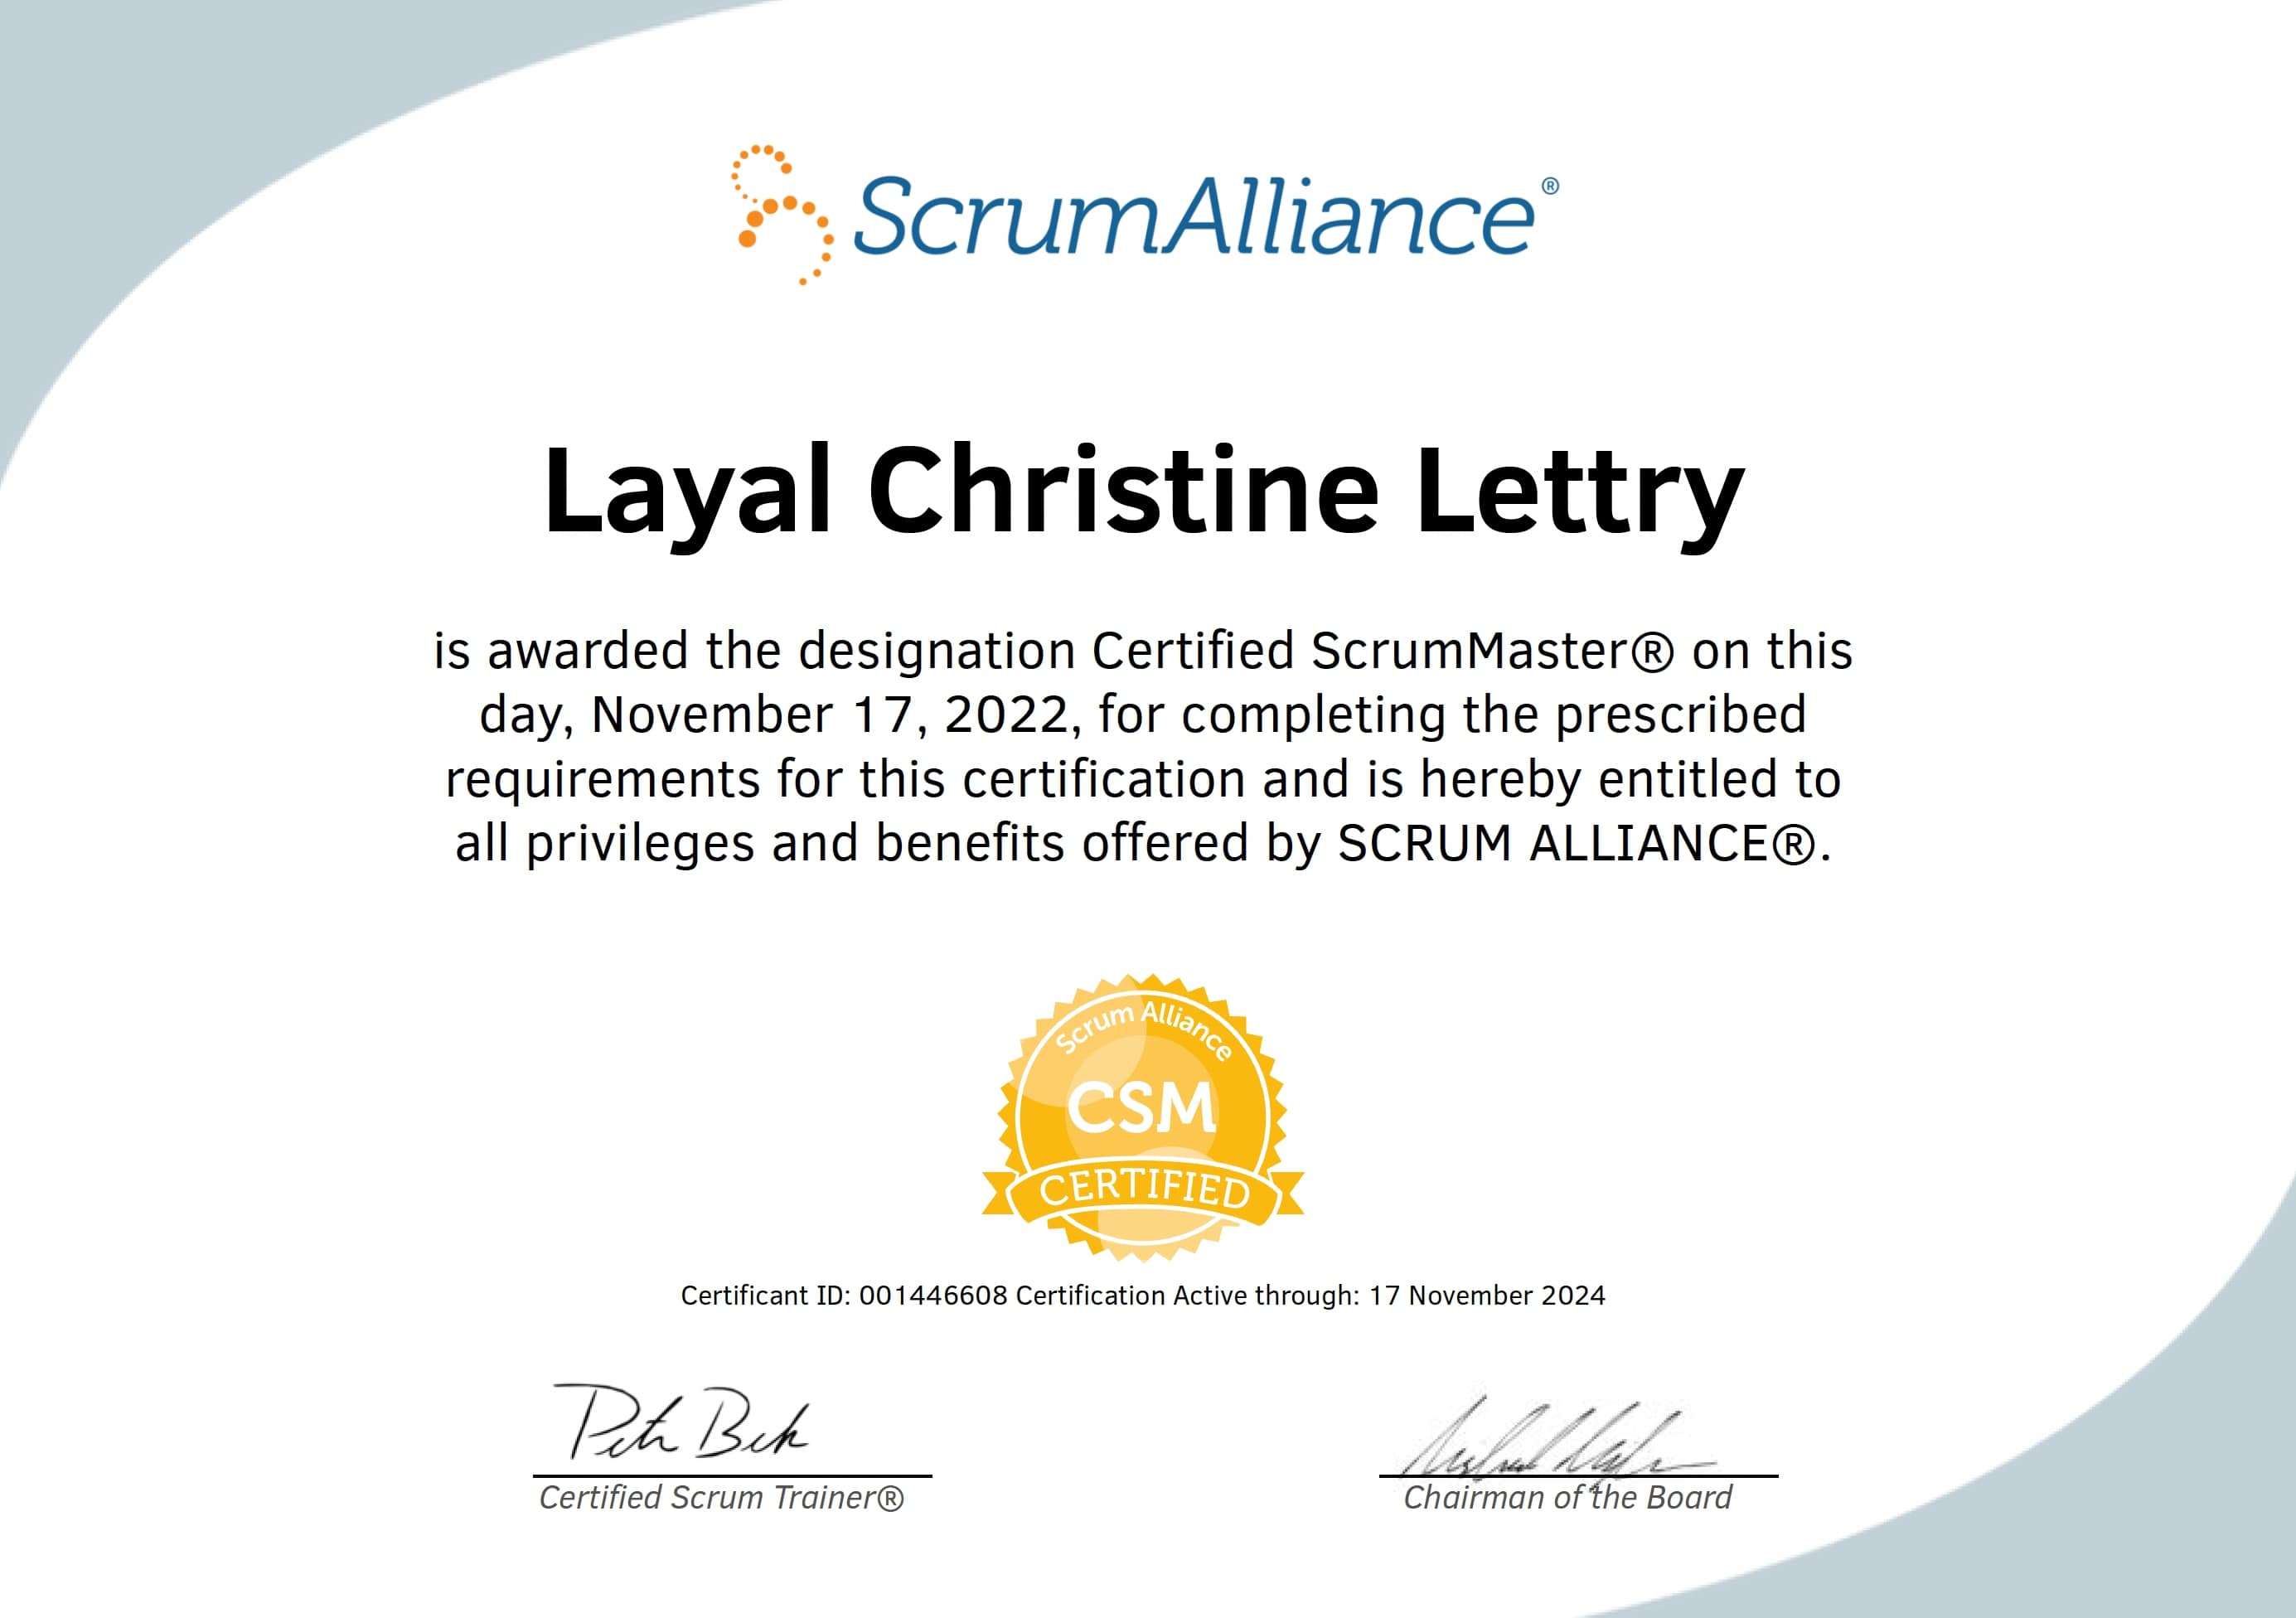 ScrumAlliance®
Layal Christine Lettry
is awarded the designation Certified ScrumMaster® on this
day, November 17, 2022, for completing the prescribed
requirements for this certification and is hereby entitled to
all privileges and benefits offered by SCRUM ALLIANCE®.
Scrum Alliance
CSM
CERTIFIED
Certificant ID: 001446608 Certification Active through: 17 November 2024
Certified Scrum Trainer®
Chairman of the Board